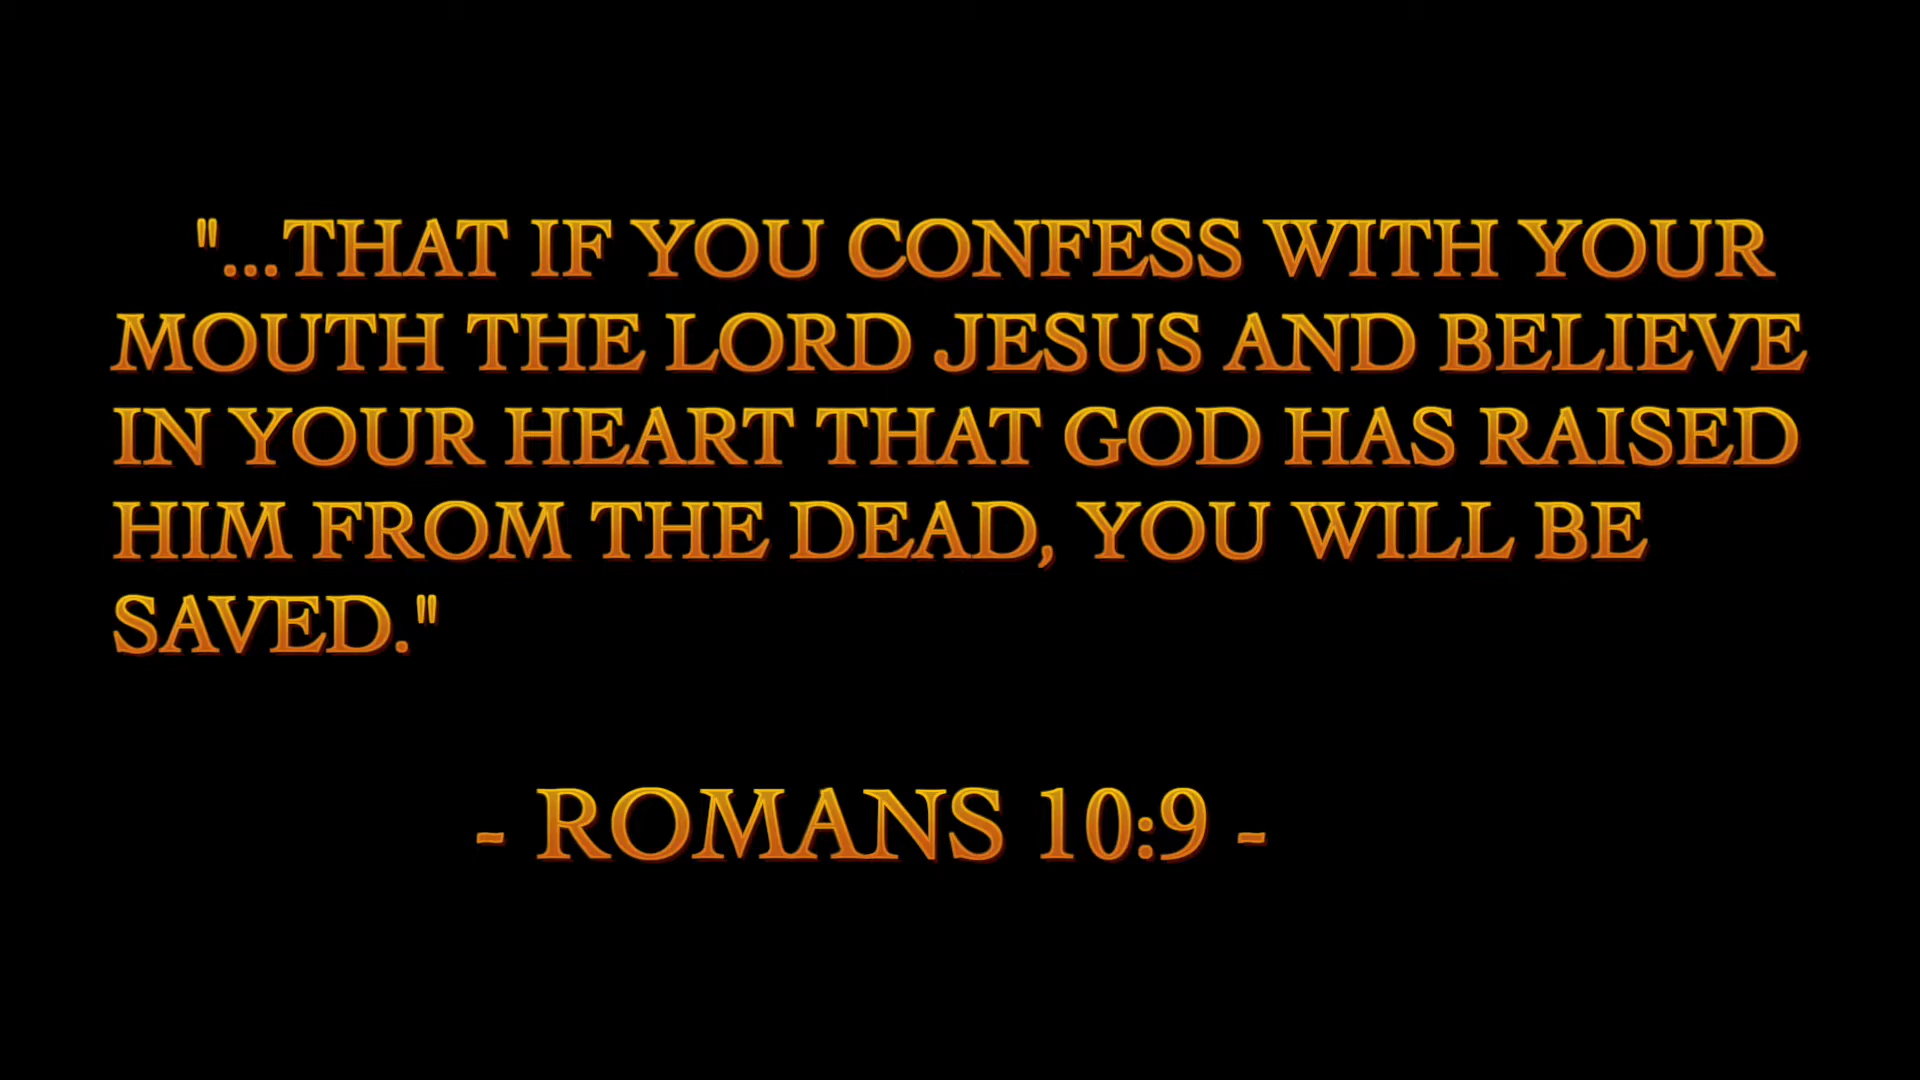 "...THAT IF YOU CONFESS WITH YOUR
MOUTH THE LORD JESUS AND BELIEVE
IN YOUR HEART THAT GOD HAS RAISED
HIM FROM THE DEAD, YOU WILL BE
SAVED."
- ROMANS 10:9 -